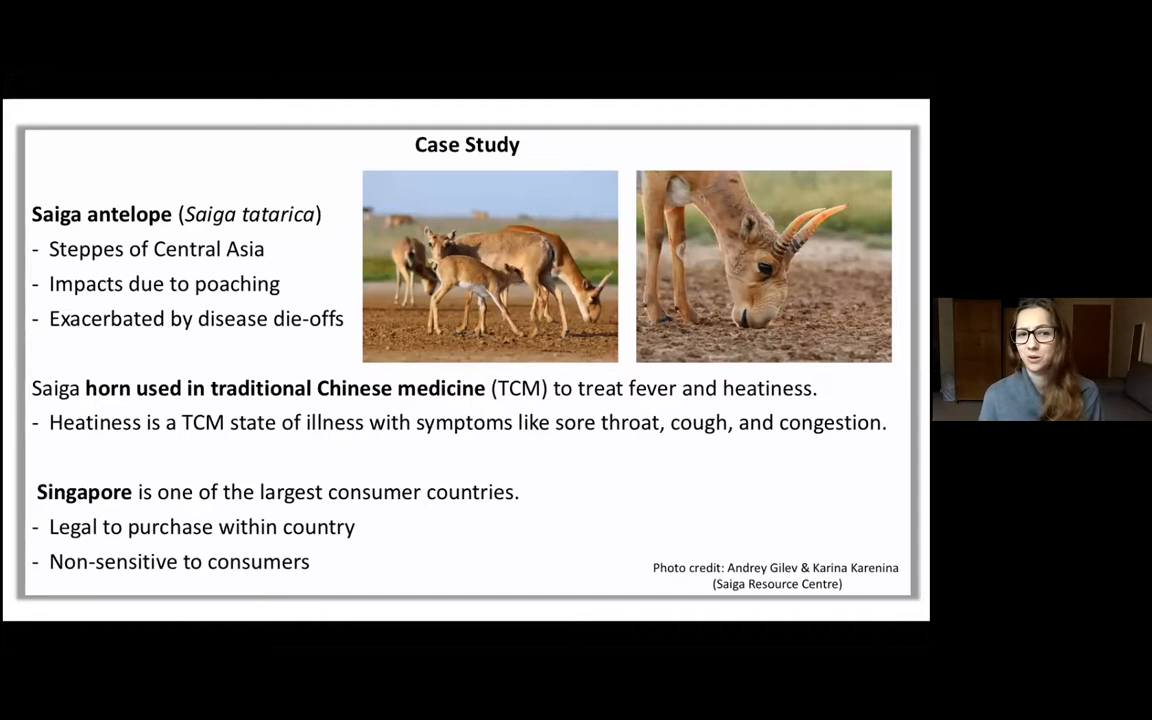 Case Study
Saiga antelope (Saiga tatarica)
- Steppes of Central Asia
- Impacts due to poaching
- Exacerbated by disease die-offs
Saiga horn used in traditional Chinese medicine (TCM) to treat fever and heatiness.
- Heatiness is a TCM state of illness with symptoms like sore throat, cough, and congestion.
Singapore is one of the largest consumer countries.
- Legal to purchase within country
- Non-sensitive to consumers
Photo credit: Andrey Gilev & Karina Karenina
(Saiga Resource Centre)